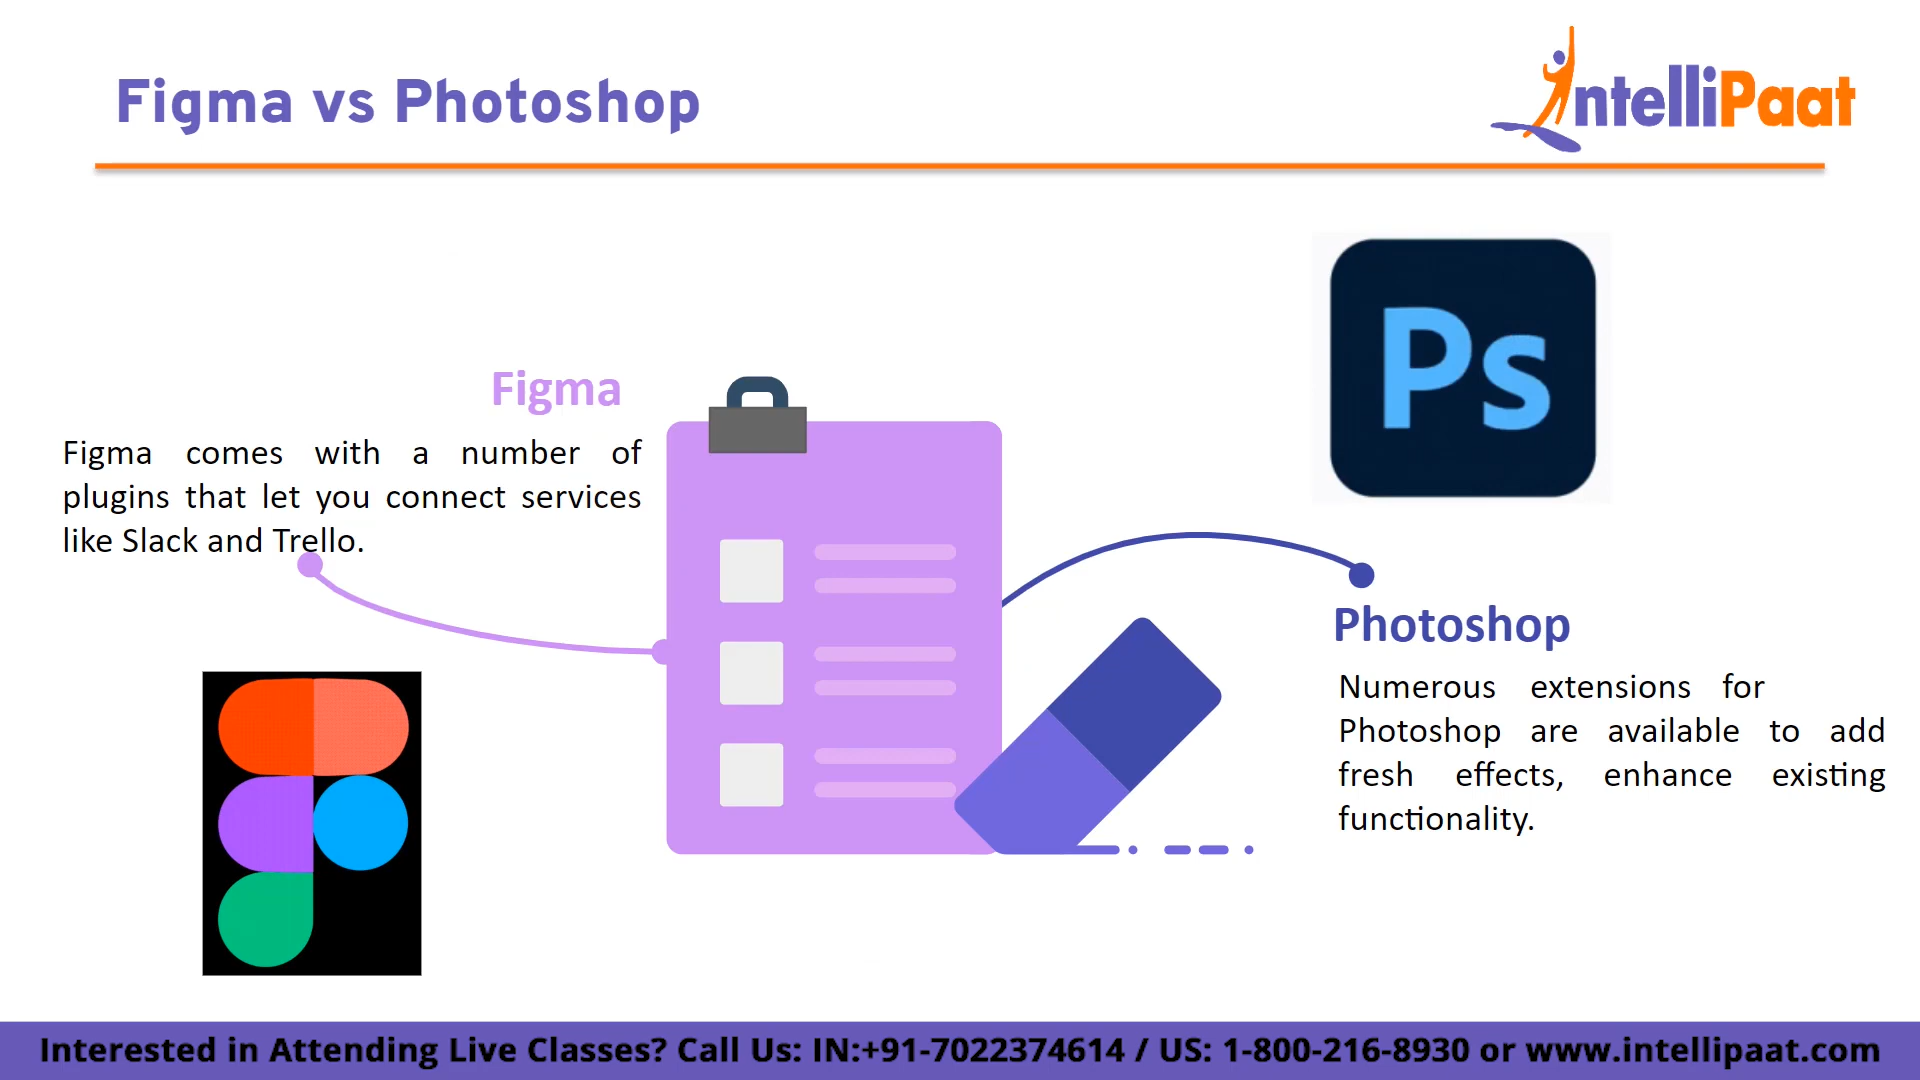 Figma vs Photoshop
IntelliPaat
Figma
Figma comes with a number of
plugins that let you connect services
like Slack and Trello.
Ps
Photoshop
Numerous extensions for
Photoshop are available to add
fresh effects, enhance existing
functionality.
Interested in Attending Live Classes? Call Us: IN:+91-7022374614 / US: 1-800-216-8930 or www.intellipaat.com